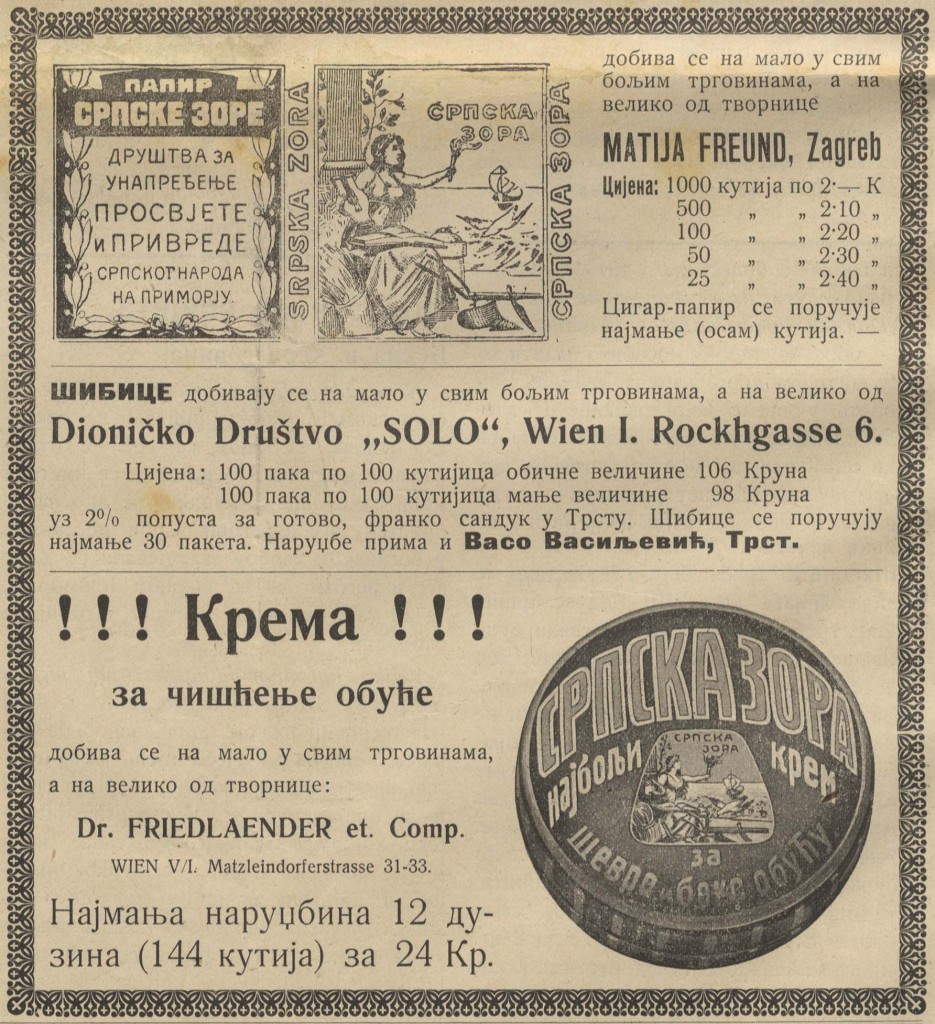 ПАПИР
СРПСКЕ ЗОРЕ
ДРУШТВА ЗА
УНАПРЕЂЕЊЕ
ПРОСВЈЕТЕ
И ПРИВРЕДЕ
СРПСКОГ НАРОДА
НА ПРИМОРЈУ.
SRPSKA ZORA
СРПСКА
ЗОРА
СРПСКА ЗОРА
добива се на мало у свим
бољим трговинама, а на
велико од творнице
MATIJA FREUND, Zagreb
Цијена: 1000 кутија по 2·— К
500 „ „ 2·10 „
100 „ „ 2·20 „
50 „ „ 2·30 „
25 „ „ 2·40 „
Цигар-папир се поручује
најмање (осам) кутија. —
ШИБИЦЕ добивају се на мало у свим бољим трговинама, а на велико од
Dioničko Društvo „SOLO“, Wien I. Rockhgasse 6.
Цијена: 100 пака по 100 кутијица обичне величине 106 Круна
100 пака по 100 кутијица мање величине 98 Круна
уз 2% попуста за готово, франко сандук у Трсту. Шибице се поручују
најмање 30 пакета. Наруџбе прима и Васо Васиљевић, Трст.
!!! Крема !!!
за чишћење обуће
добива се на мало у свим трговинама,
а на велико од творнице:
Dr. FRIEDLAENDER et. Comp.
WIEN V/I. Matzleindorferstrasse 31-33.
Најмања наруџбина 12 ду-
зина (144 кутија) за 24 Кр.
СРПСКА ЗОРА
најбољи крем
СРПСКА
ЗОРА
за
шевро и бокс обућу